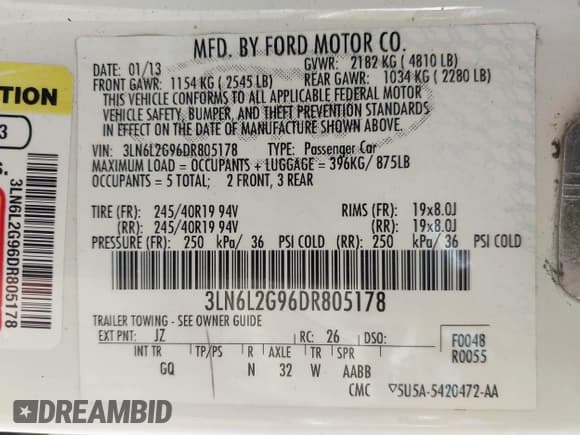 MFD. BY FORD MOTOR CO.
DATE: 01/13 GVWR: 2182 KG ( 4810 LB)
FRONT GAWR: 1154 KG ( 2545 LB) REAR GAWR: 1034 KG ( 2280 LB)
THIS VEHICLE CONFORMS TO ALL APPLICABLE FEDERAL MOTOR
VEHICLE SAFETY, BUMPER, AND THEFT PREVENTION STANDARDS
IN EFFECT ON THE DATE OF MANUFACTURE SHOWN ABOVE.
VIN: 3LN6L2G96DR805178 TYPE: Passenger Car
MAXIMUM LOAD = OCCUPANTS + LUGGAGE = 396KG/ 875LB
OCCUPANTS = 5 TOTAL; 2 FRONT, 3 REAR
TIRE (FR): 245/40R19 94V RIMS (FR): 19x8.0J
(RR): 245/40R19 94V (RR): 19x8.0J
PRESSURE (FR): 250 kPa/ 36 PSI COLD (RR): 250 kPa/ 36 PSI COLD
3LN6L2G96DR805178
TRAILER TOWING - SEE OWNER GUIDE
EXT PNT: JZ RC: 26 DSO:
F0048
R0055
INT TR TP/PS R AXLE TR SPR
GQ N 32 W AABB
CMC ▽5U5A-5420472-AA
TION
3
S.
3LN6L2G96DR805178
DREAMBID